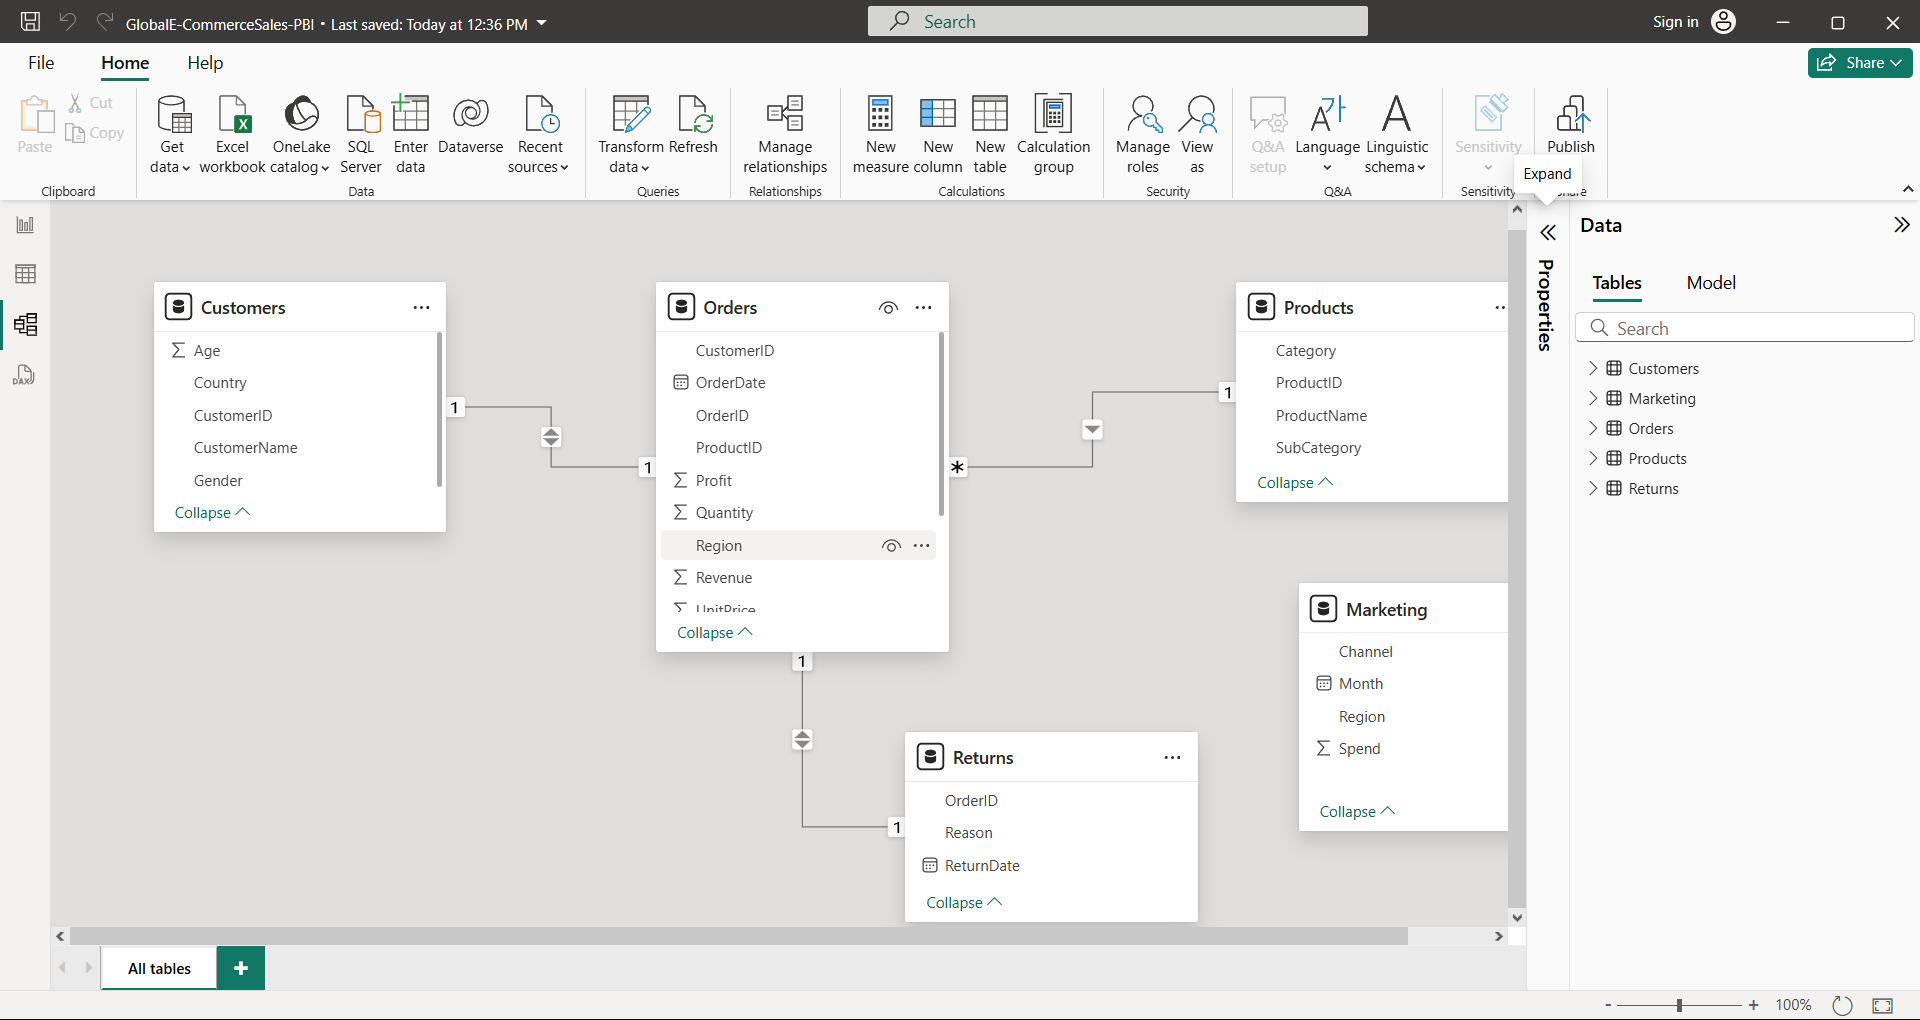 GlobalE-CommerceSales-PBI • Last saved: Today at 12:36 PM
Search
Sign in
File Home Help
Share
Paste
Cut
Copy
Clipboard
Get data
Excel workbook
OneLake catalog
SQL Server
Enter data
Dataverse
Recent sources
Data
Transform data
Refresh
Queries
Manage relationships
Relationships
New measure
New column
New table
Calculation group
Calculations
Manage roles
View as
Security
Q&A setup
Language
Linguistic schema
Q&A
Sensitivity
Sensitivity
Publish
Expand
Customers
Age
Country
CustomerID
CustomerName
Gender
Collapse
1
1
Orders
CustomerID
OrderDate
OrderID
ProductID
Profit
Quantity
Region
Revenue
UnitPrice
Collapse
*
1
Products
Category
ProductID
ProductName
SubCategory
Collapse
1
1
Returns
OrderID
Reason
ReturnDate
Collapse
Marketing
Channel
Month
Region
Spend
Collapse
Properties
Data
Tables Model
Search
Customers
Marketing
Orders
Products
Returns
All tables
+
- + 100%